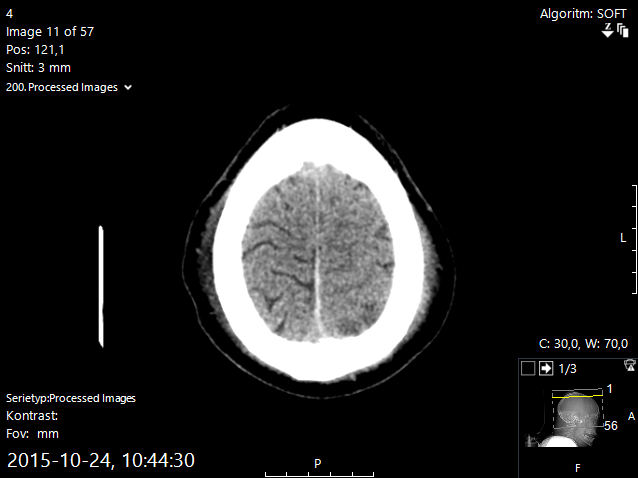 4
Algoritm: SOFT
Image 11 of 57
Z
Pos: 121,1
Snitt: 3 mm
200.Processed Images
L
C: 30,0, W: 70,0
1/3
1
Serietyp:Processed Images
Kontrast:
A
56
Fov: mm
2015-10-24, 10:44:30
P
F